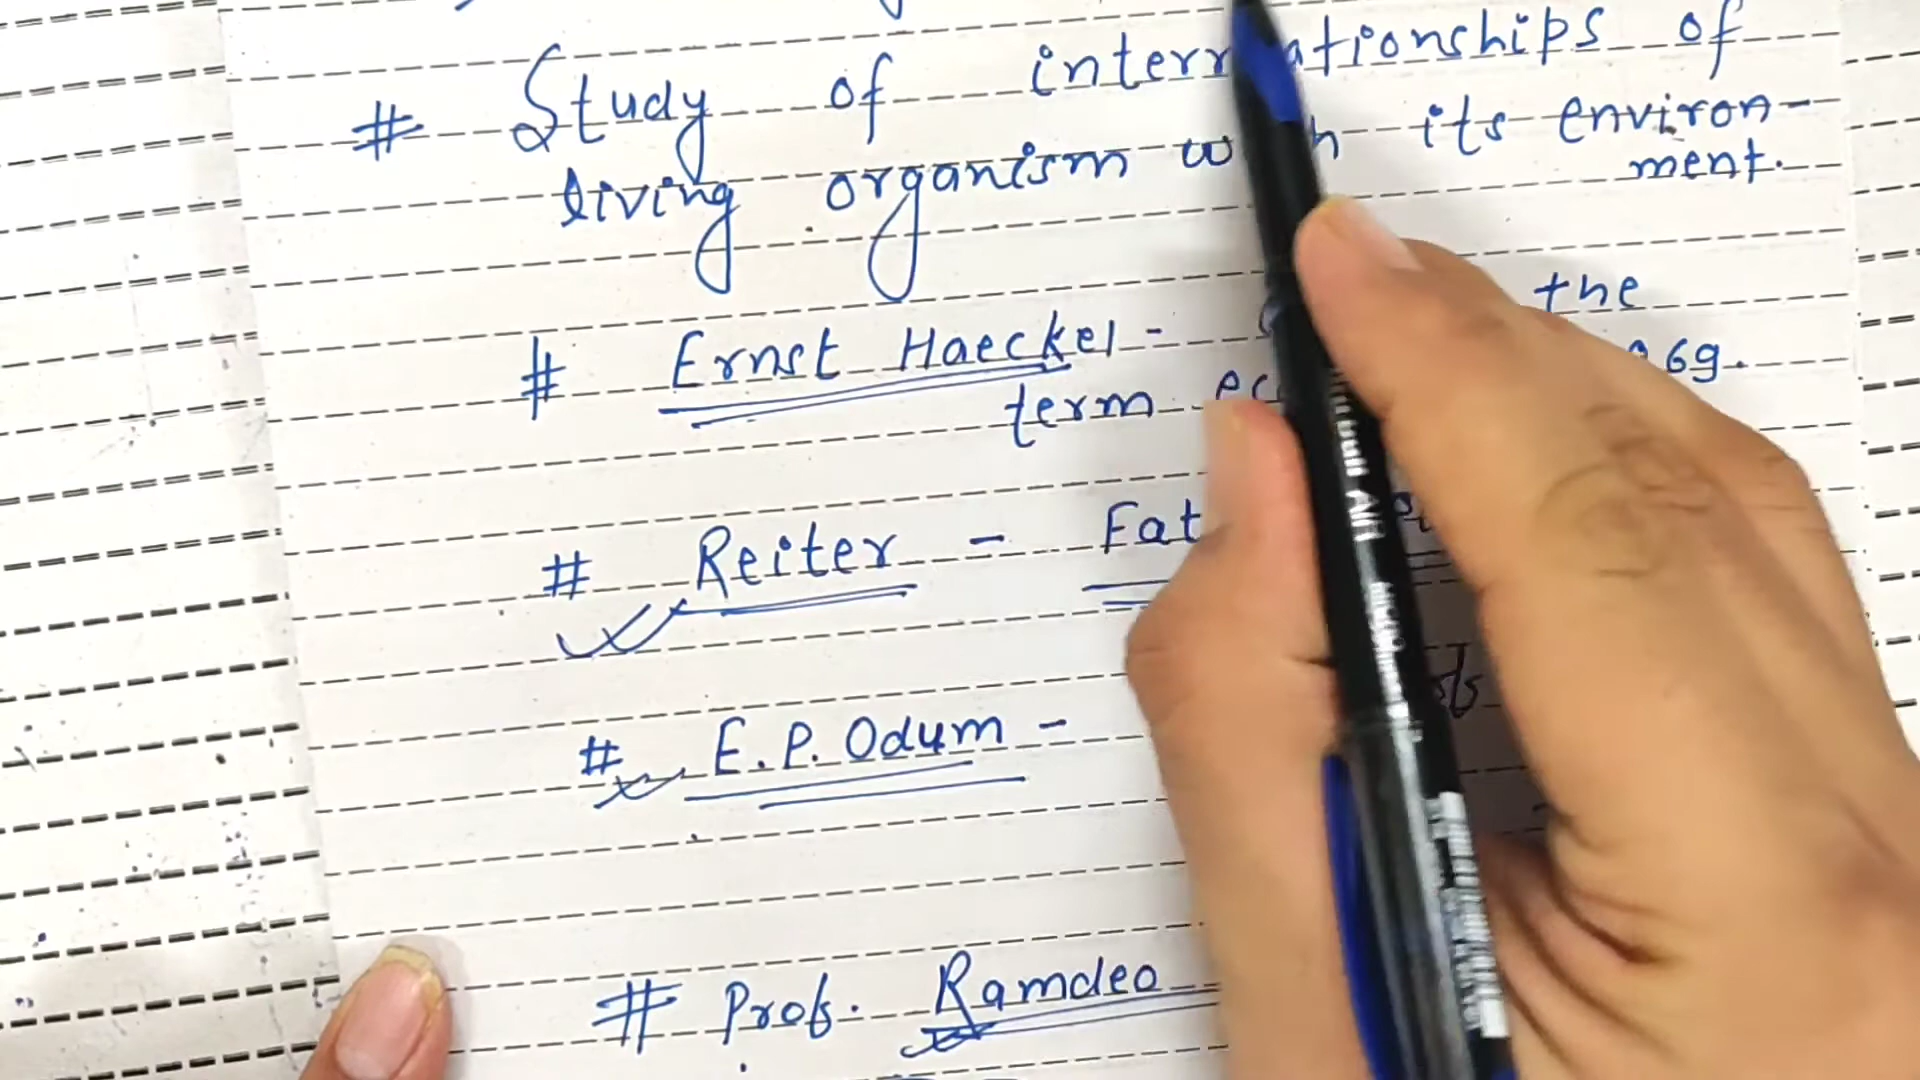 # Study of interr ationships of
living organism w h its environ-
ment.
# Ernst Haeckel - the
term ec 69.
# Reiter - Fat
# E.P. Odum -
# Prof. Ramdeo